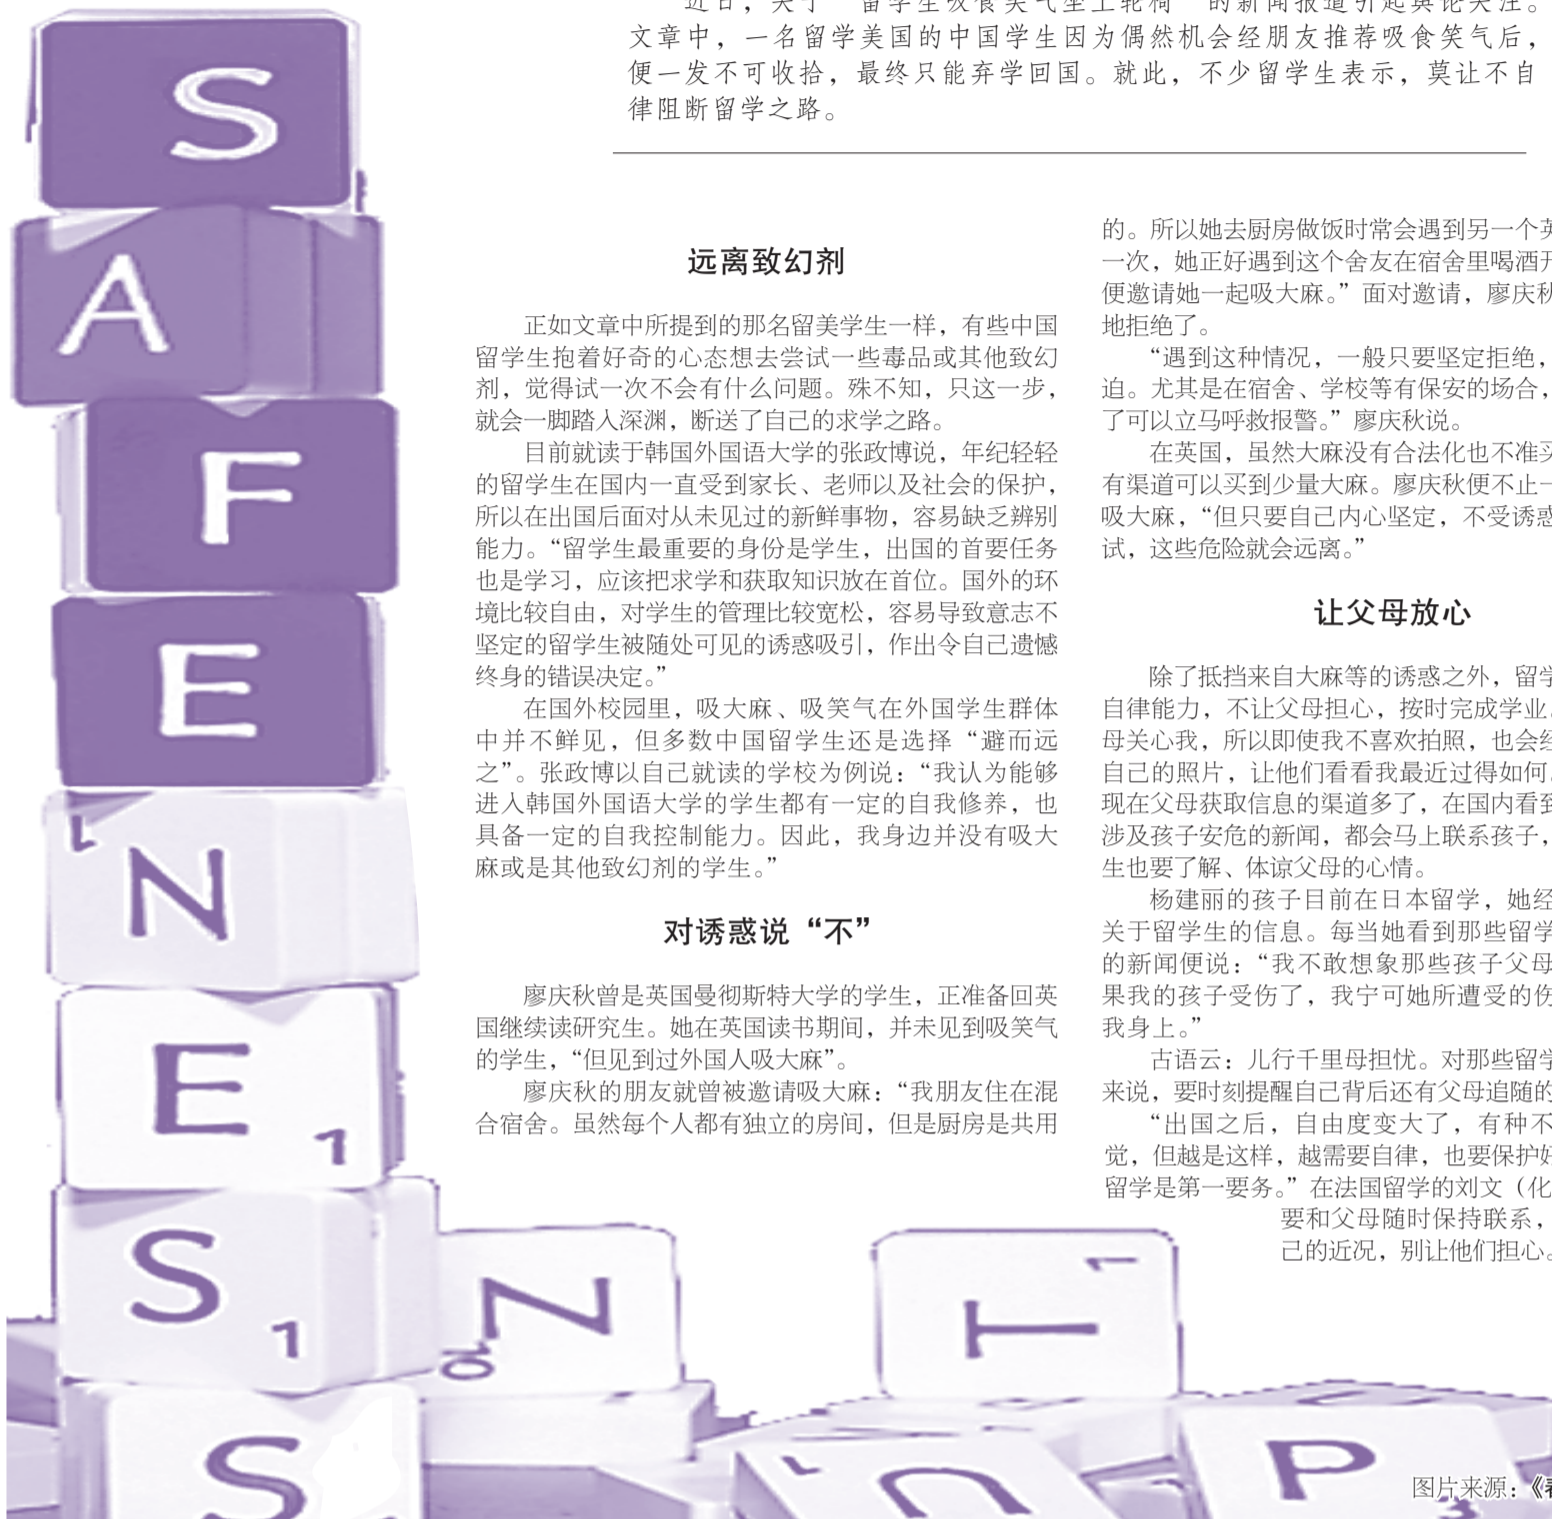 近日，关于“留学生吸食笑气坐上轮椅”的新闻报道引起舆论关注。
文章中，一名留学美国的中国学生因为偶然机会经朋友推荐吸食笑气后，
便一发不可收拾，最终只能弃学回国。就此，不少留学生表示，莫让不自
律阻断留学之路。
远离致幻剂
正如文章中所提到的那名留美学生一样，有些中国
留学生抱着好奇的心态想去尝试一些毒品或其他致幻
剂，觉得试一次不会有什么问题。殊不知，只这一步，
就会一脚踏入深渊，断送了自己的求学之路。
目前就读于韩国外国语大学的张政博说，年纪轻轻
的留学生在国内一直受到家长、老师以及社会的保护，
所以在出国后面对从未见过的新鲜事物，容易缺乏辨别
能力。“留学生最重要的身份是学生，出国的首要任务
也是学习，应该把求学和获取知识放在首位。国外的环
境比较自由，对学生的管理比较宽松，容易导致意志不
坚定的留学生被随处可见的诱惑吸引，作出令自己遗憾
终身的错误决定。”
在国外校园里，吸大麻、吸笑气在外国学生群体
中并不鲜见，但多数中国留学生还是选择“避而远
之”。张政博以自己就读的学校为例说：“我认为能够
进入韩国外国语大学的学生都有一定的自我修养，也
具备一定的自我控制能力。因此，我身边并没有吸大
麻或是其他致幻剂的学生。”
对诱惑说“不”
廖庆秋曾是英国曼彻斯特大学的学生，正准备回英
国继续读研究生。她在英国读书期间，并未见到吸笑气
的学生，“但见到过外国人吸大麻”。
廖庆秋的朋友就曾被邀请吸大麻：“我朋友住在混
合宿舍。虽然每个人都有独立的房间，但是厨房是共用
的。所以她去厨房做饭时常会遇到另一个英
一次，她正好遇到这个舍友在宿舍里喝酒开
便邀请她一起吸大麻。”面对邀请，廖庆秋
地拒绝了。
“遇到这种情况，一般只要坚定拒绝，
迫。尤其是在宿舍、学校等有保安的场合，
了可以立马呼救报警。”廖庆秋说。
在英国，虽然大麻没有合法化也不准买
有渠道可以买到少量大麻。廖庆秋便不止一
吸大麻，“但只要自己内心坚定，不受诱惑
试，这些危险就会远离。”
让父母放心
除了抵挡来自大麻等的诱惑之外，留学
自律能力，不让父母担心，按时完成学业。
母关心我，所以即使我不喜欢拍照，也会经
自己的照片，让他们看看我最近过得如何。
现在父母获取信息的渠道多了，在国内看到
涉及孩子安危的新闻，都会马上联系孩子，
生也要了解、体谅父母的心情。
杨建丽的孩子目前在日本留学，她经
关于留学生的信息。每当她看到那些留学
的新闻便说：“我不敢想象那些孩子父母
果我的孩子受伤了，我宁可她所遭受的伤
我身上。”
古语云：儿行千里母担忧。对那些留学
来说，要时刻提醒自己背后还有父母追随的
“出国之后，自由度变大了，有种不
觉，但越是这样，越需要自律，也要保护好
留学是第一要务。”在法国留学的刘文（化
要和父母随时保持联系，
己的近况，别让他们担心。
S
A
F
E
N
E
1
S
1
S
N
10
T
1
U
1
P
3
图片来源：《看